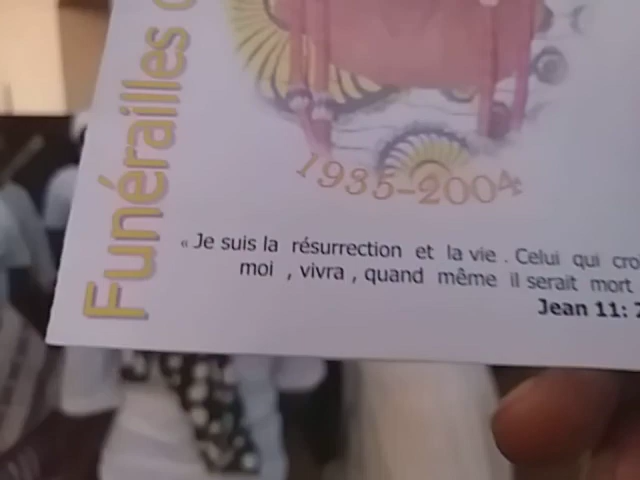 Funérailles
1935-2004
« Je suis la résurrection et la vie . Celui qui
moi , vivra , quand même il serait mort
Jean 11: